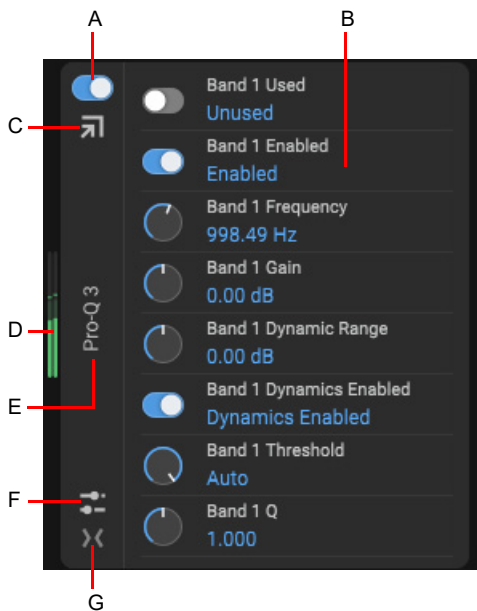 A
B
C
Band 1 Used
Unused
Band 1 Enabled
Enabled
Band 1 Frequency
998.49 Hz
Band 1 Gain
0.00 dB
D
Pro-Q 3
Band 1 Dynamic Range
0.00 dB
E
Band 1 Dynamics Enabled
Dynamics Enabled
Band 1 Threshold
Auto
F
Band 1 Q
1.000
G